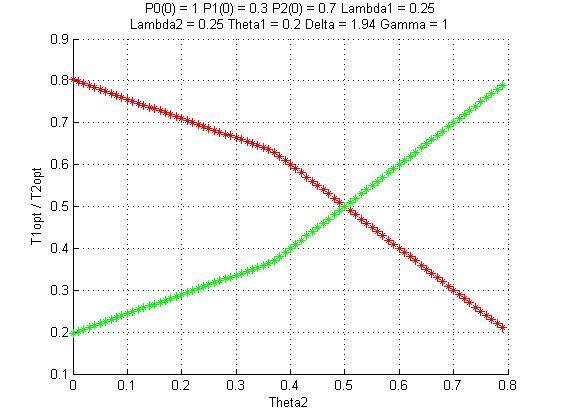 P0(0) = 1 P1(0) = 0.3 P2(0) = 0.7 Lambda1 = 0.25
Lambda2 = 0.25 Theta1 = 0.2 Delta = 1.94 Gamma = 1
0.9
0.8
0.7
0.6
0.5
0.4
0.3
0.2
0.1
T1opt / T2opt
0 0.1 0.2 0.3 0.4 0.5 0.6 0.7 0.8
Theta2